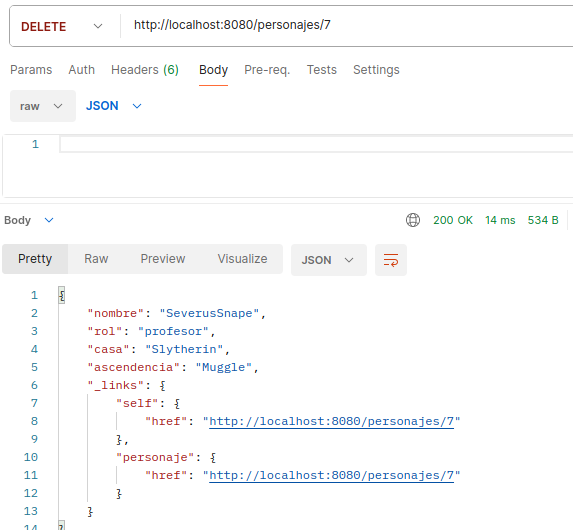 DELETE http://localhost:8080/personajes/7
Params Auth Headers (6) Body Pre-req. Tests Settings
raw JSON
1
Body 200 OK 14 ms 534 B
Pretty Raw Preview Visualize JSON
1 {
2 "nombre": "SeverusSnape",
3 "rol": "profesor",
4 "casa": "Slytherin",
5 "ascendencia": "Muggle",
6 "_links": {
7 "self": {
8 "href": "http://localhost:8080/personajes/7"
9 },
10 "personaje": {
11 "href": "http://localhost:8080/personajes/7"
12 }
13 }
14 }